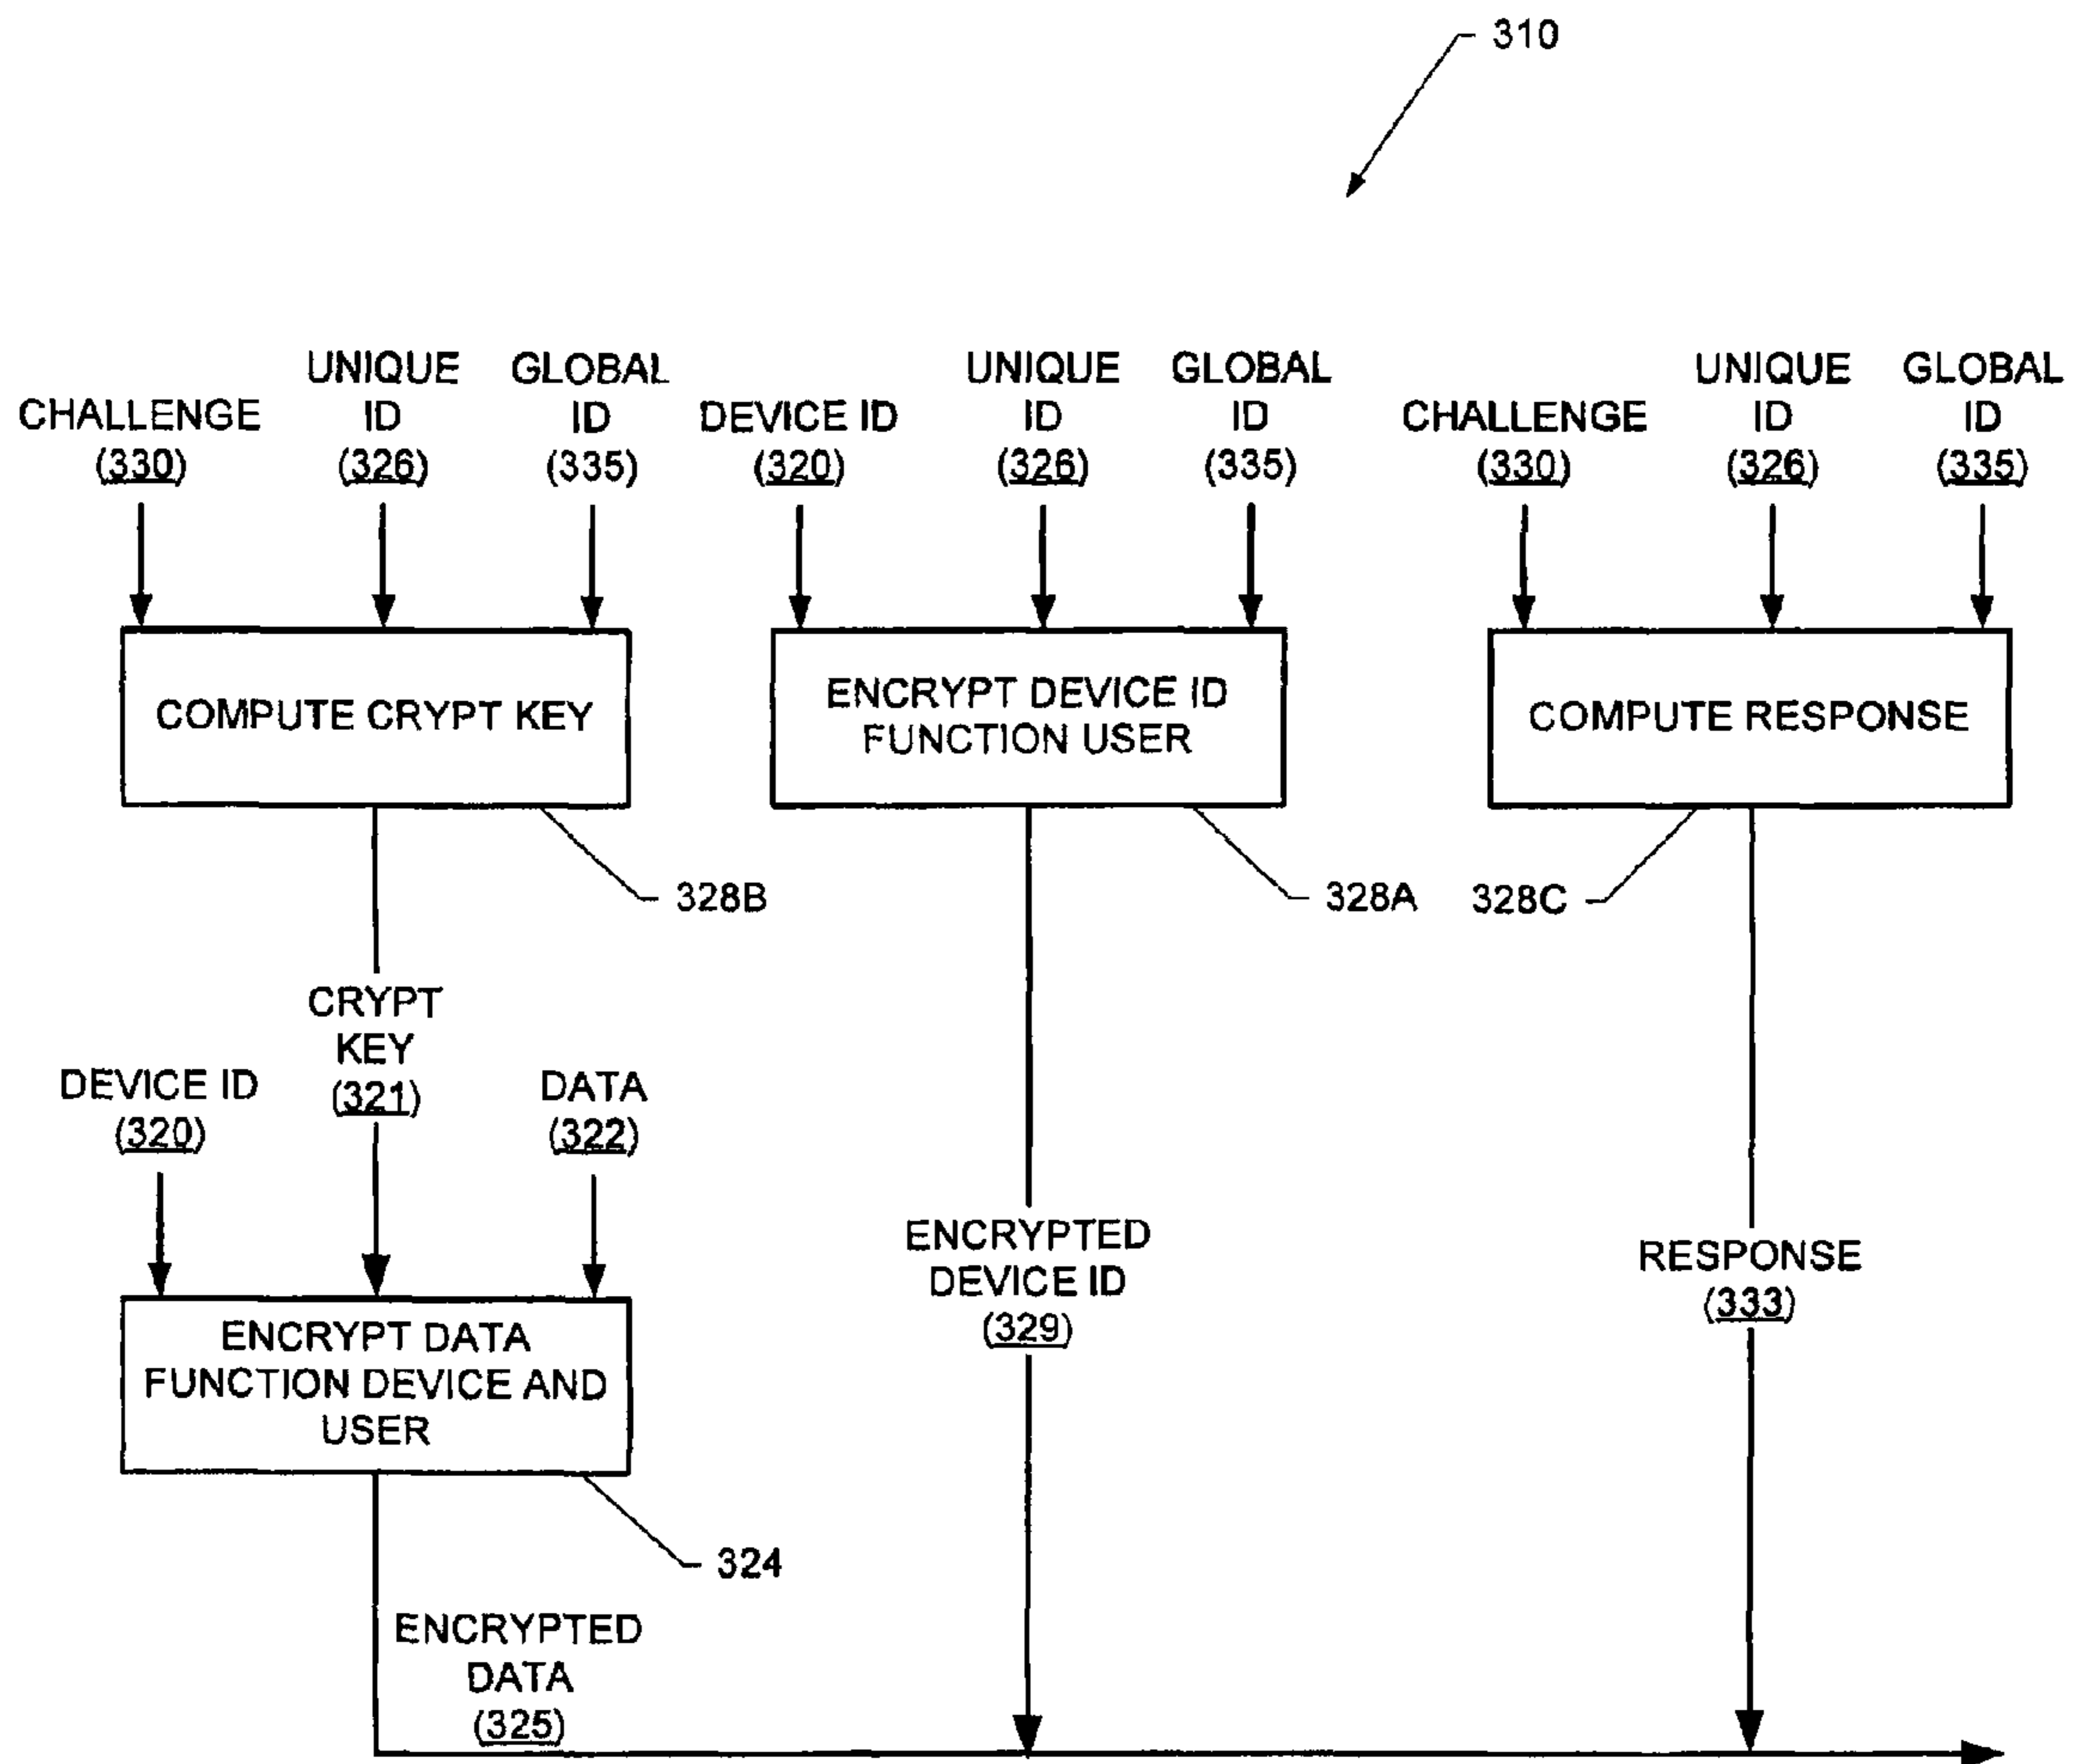 310
CHALLENGE
(330)
UNIQUE
ID
(326)
GLOBAL
ID
(335)
DEVICE ID
(320)
UNIQUE
ID
(326)
GLOBAL
ID
(335)
CHALLENGE
(330)
UNIQUE
ID
(326)
GLOBAL
ID
(335)
COMPUTE CRYPT KEY
ENCRYPT DEVICE ID
FUNCTION USER
COMPUTE RESPONSE
328B
328A
328C
CRYPT
KEY
(321)
DEVICE ID
(320)
DATA
(322)
ENCRYPTED
DEVICE ID
(329)
RESPONSE
(333)
ENCRYPT DATA
FUNCTION DEVICE AND
USER
324
ENCRYPTED
DATA
(325)